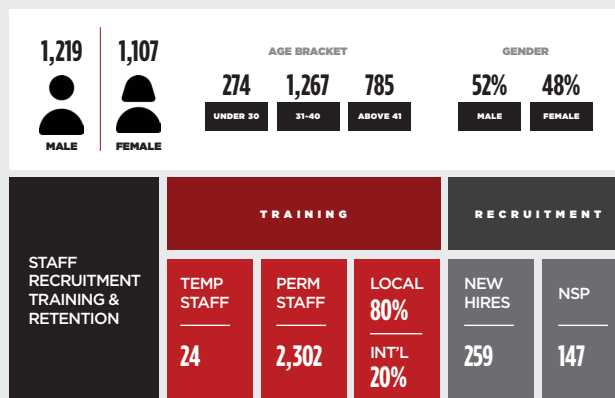 1,219
1,107
MALE
FEMALE
AGE BRACKET
274
1,267
785
UNDER 30
31-40
ABOVE 41
GENDER
52%
48%
MALE
FEMALE
STAFF
RECRUITMENT
TRAINING &
RETENTION
TRAINING
TEMP
STAFF
24
PERM
STAFF
2,302
LOCAL
80%
INT'L
20%
RECRUITMENT
NEW
HIRES
259
NSP
147